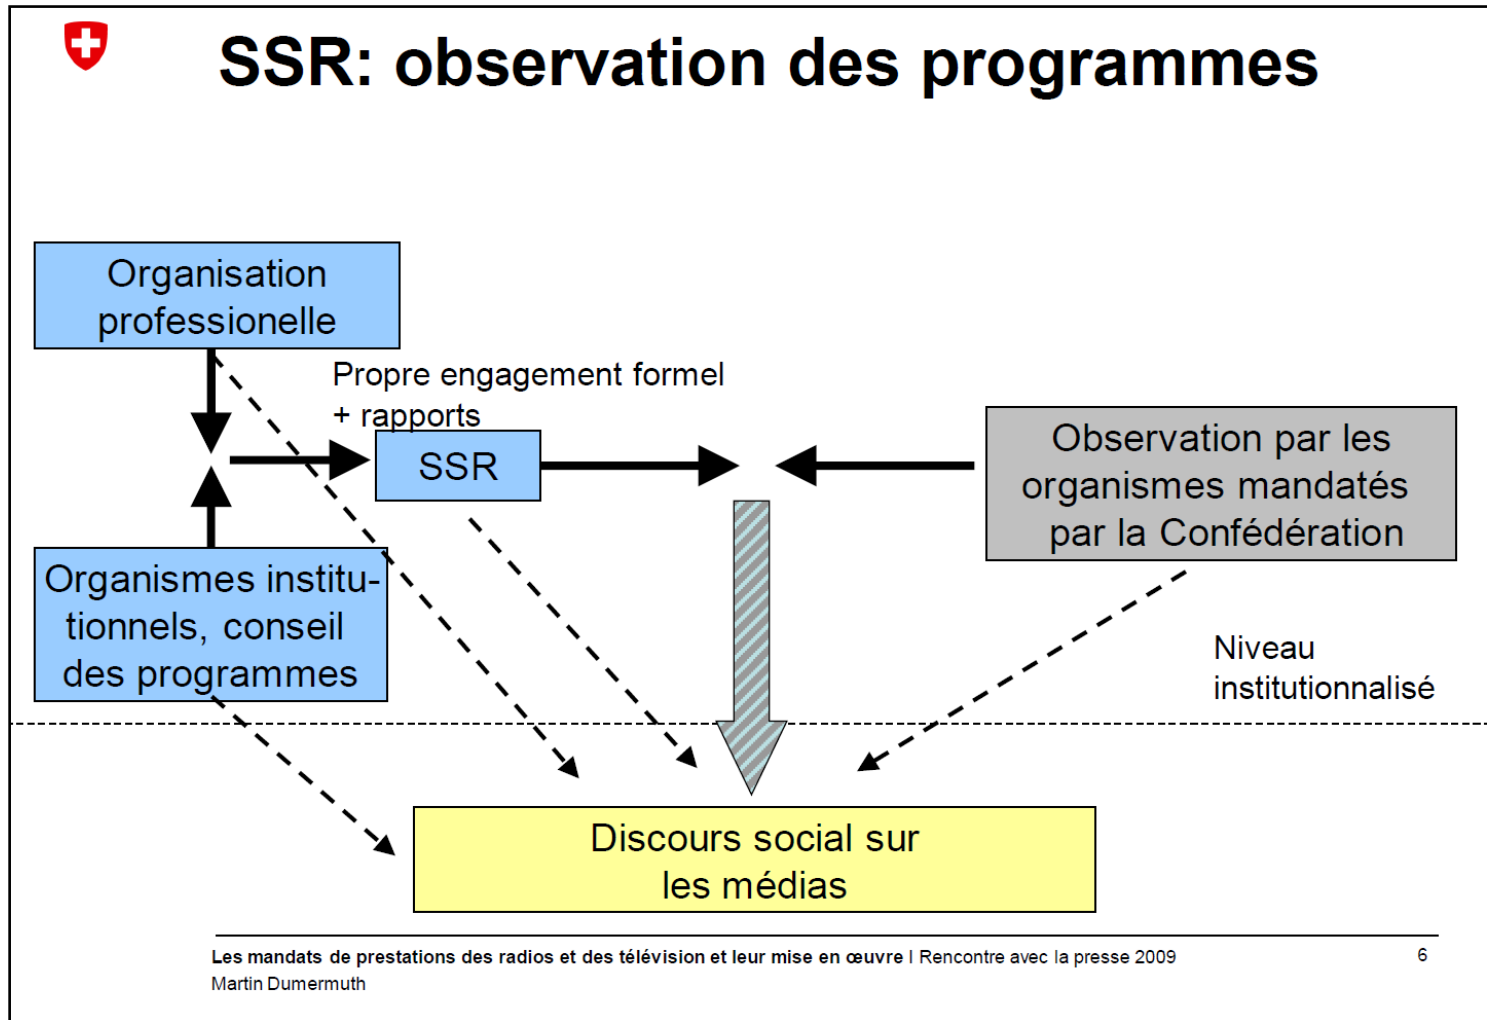 SSR: observation des programmes
Organisation
professionelle
Propre engagement formel
+ rapports
SSR
Observation par les
organismes mandatés
par la Confédération
Organismes institu-
tionnels, conseil
des programmes
Niveau
institutionnalisé
Discours social sur
les médias
Les mandats de prestations des radios et des télévision et leur mise en œuvre I Rencontre avec la presse 2009
6
Martin Dumermuth